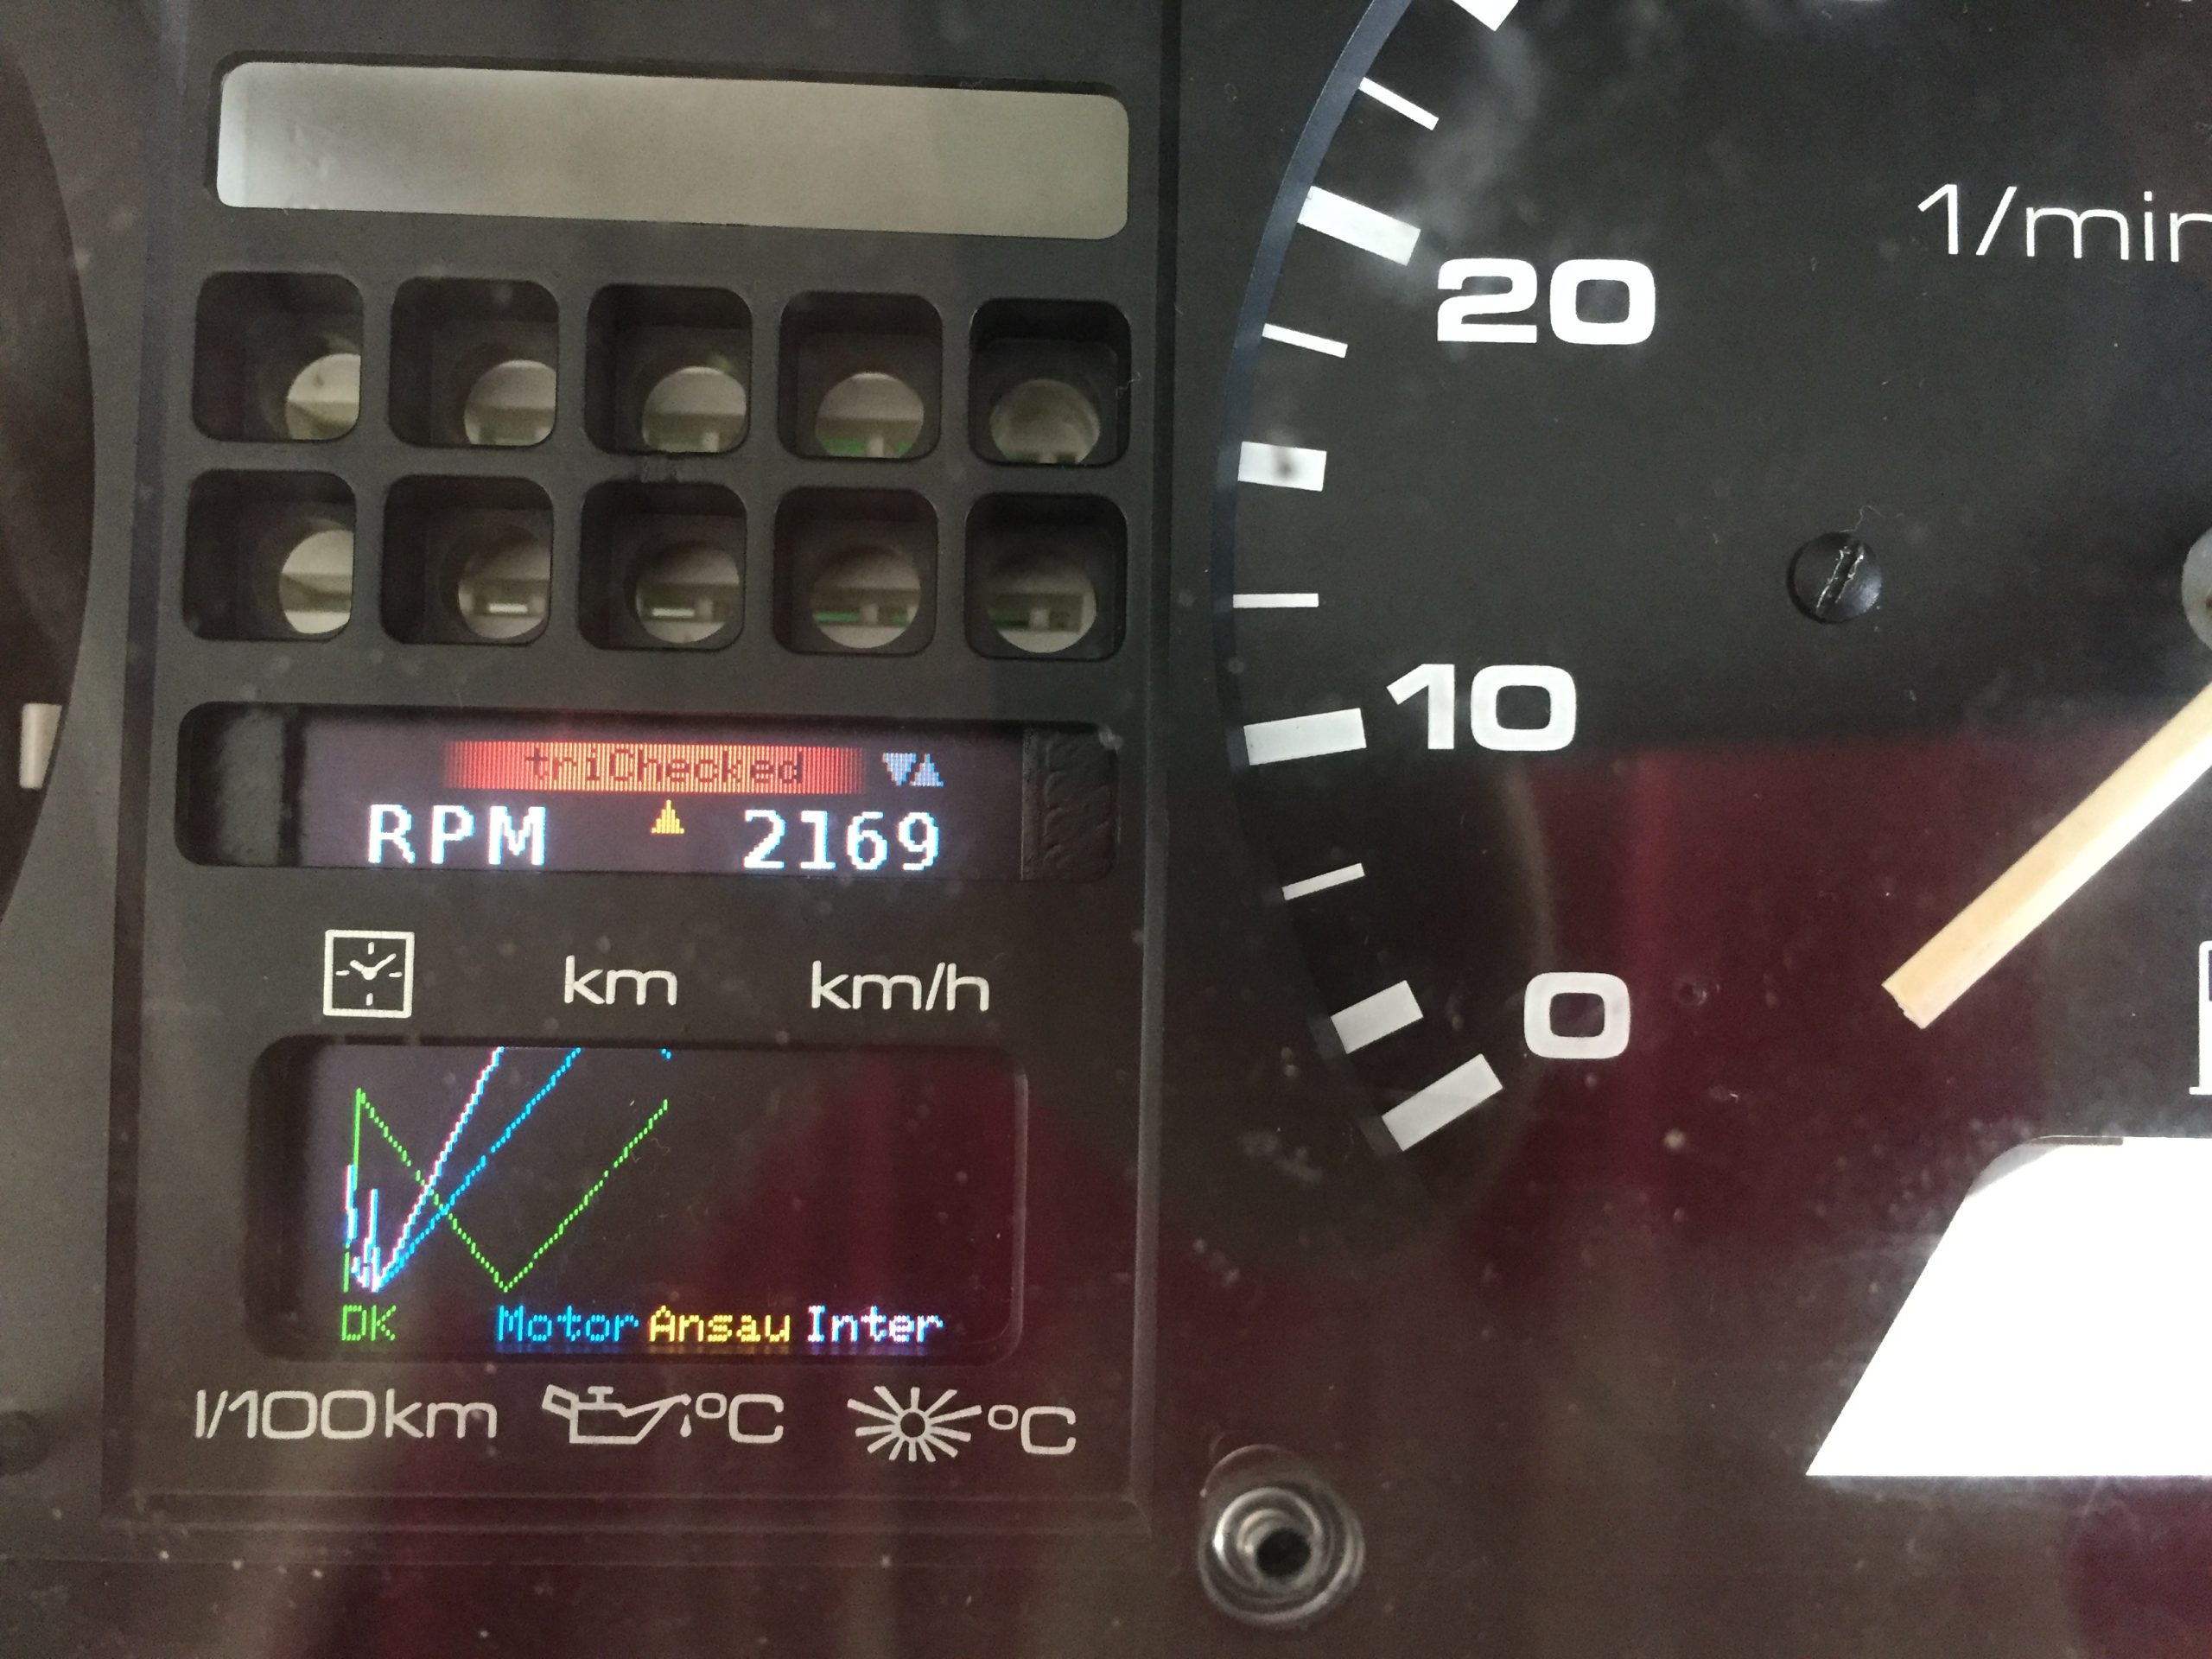 1/min
20
10
0
triChecked
RPM 2169
km km/h
DK Motor Ansau Inter
l/100km °C °C